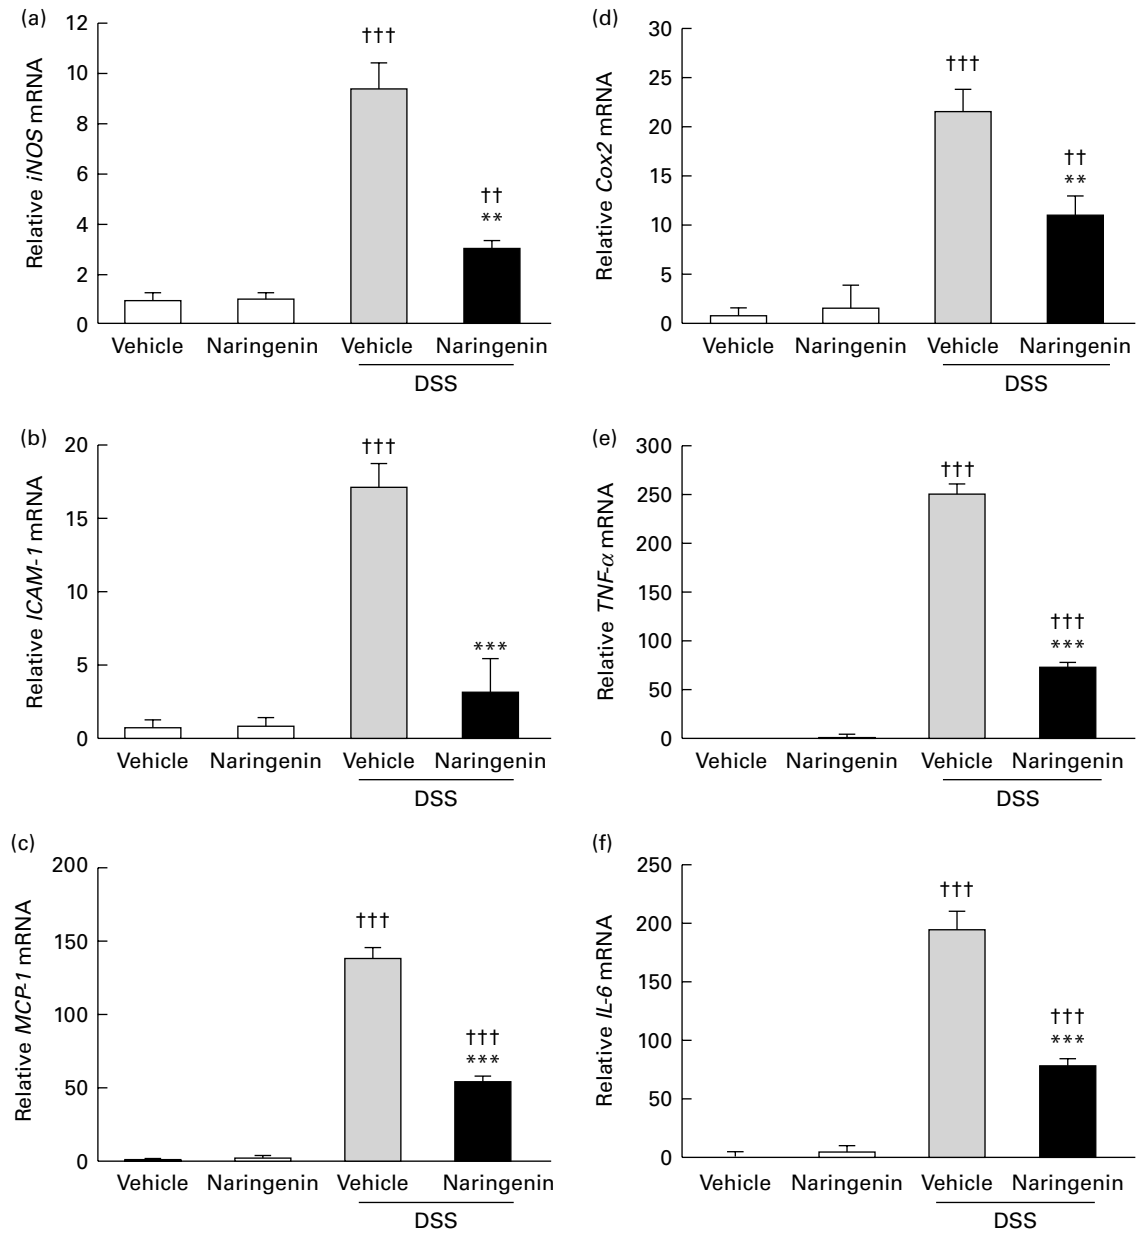 (a)
Relative iNOS mRNA
12
10
8
6
4
2
0
†††
††
**
Vehicle Naringenin Vehicle Naringenin
DSS
(d)
Relative Cox2 mRNA
30
25
20
15
10
5
0
†††
††
**
Vehicle Naringenin Vehicle Naringenin
DSS
(b)
Relative ICAM-1 mRNA
20
15
10
5
0
†††
***
Vehicle Naringenin Vehicle Naringenin
DSS
(e)
Relative TNF-α mRNA
300
250
200
150
100
50
0
†††
†††
***
Vehicle Naringenin Vehicle Naringenin
DSS
(c)
Relative MCP-1 mRNA
200
150
100
50
0
†††
†††
***
Vehicle Naringenin Vehicle Naringenin
DSS
(f)
Relative IL-6 mRNA
250
200
150
100
50
0
†††
†††
***
Vehicle Naringenin Vehicle Naringenin
DSS